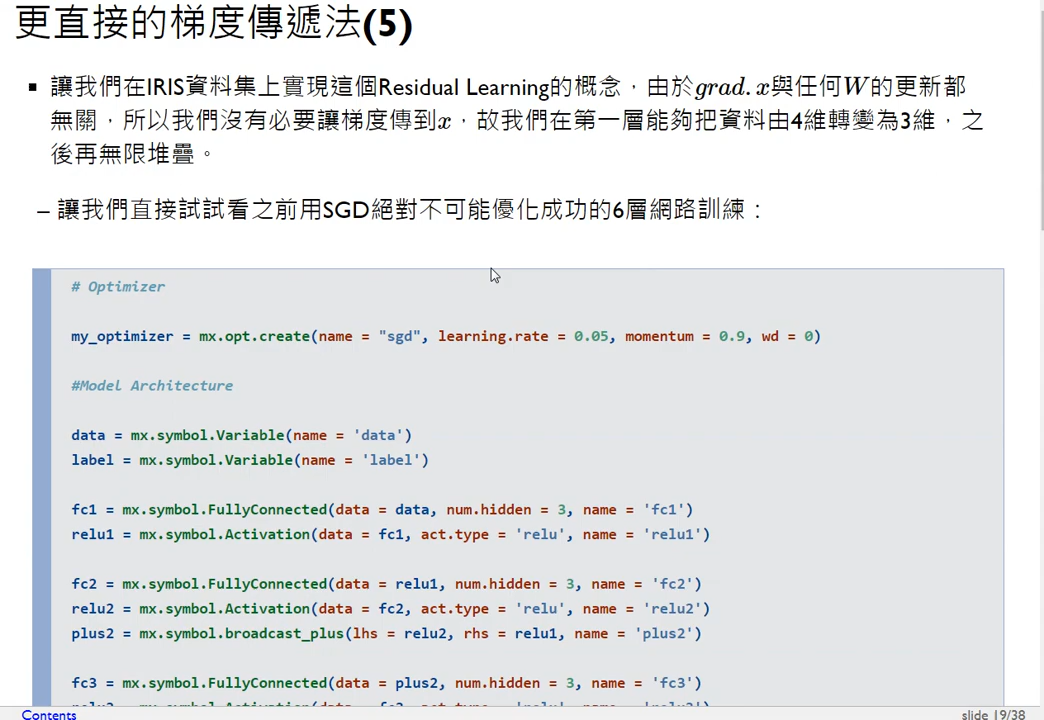 更直接的梯度傳遞法(5)
▪ 讓我們在IRIS資料集上實現這個Residual Learning的概念，由於grad.x與任何W的更新都
無關，所以我們沒有必要讓梯度傳到x，故我們在第一層能夠把資料由4維轉變為3維，之
後再無限堆疊。
– 讓我們直接試試看之前用SGD絕對不可能優化成功的6層網路訓練：
# Optimizer
my_optimizer = mx.opt.create(name = "sgd", learning.rate = 0.05, momentum = 0.9, wd = 0)
#Model Architecture
data = mx.symbol.Variable(name = 'data')
label = mx.symbol.Variable(name = 'label')
fc1 = mx.symbol.FullyConnected(data = data, num.hidden = 3, name = 'fc1')
relu1 = mx.symbol.Activation(data = fc1, act.type = 'relu', name = 'relu1')
fc2 = mx.symbol.FullyConnected(data = relu1, num.hidden = 3, name = 'fc2')
relu2 = mx.symbol.Activation(data = fc2, act.type = 'relu', name = 'relu2')
plus2 = mx.symbol.broadcast_plus(lhs = relu2, rhs = relu1, name = 'plus2')
fc3 = mx.symbol.FullyConnected(data = plus2, num.hidden = 3, name = 'fc3')
Contents
slide 19/38